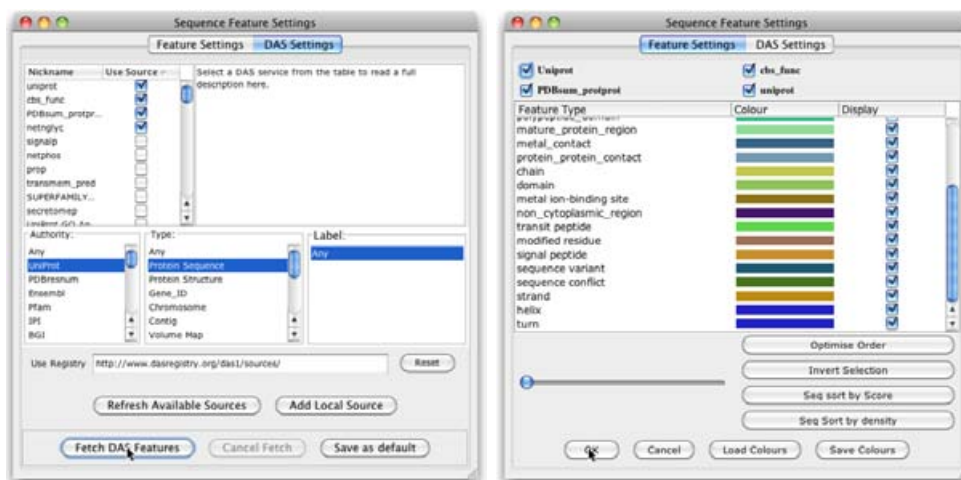 Sequence Feature Settings
Feature Settings DAS Settings
Nickname Use Source
uniprot
cbs_func
PDBsum_protpr...
netnglyc
signalp
netphos
prop
transmem_pred
SUPERFAMILY...
secretomep
Select a DAS service from the table to read a full
description here.
Authority: Type: Label:
Any Any Any
UniProt Protein Sequence
PDBresnum Protein Structure
Ensembl Gene_ID
Pfam Chromosome
IPI Contig
BGI Volume Map
Use Registry http://www.dasregistry.org/das1/sources/ Reset
Refresh Available Sources Add Local Source
Fetch DAS Features Cancel Fetch Save as default
Sequence Feature Settings
Feature Settings DAS Settings
Uniprot cbs_func
PDBsum_protprot uniprot
Feature Type Colour Display
mature_protein_region
metal_contact
protein_protein_contact
chain
domain
metal ion-binding site
non_cytoplasmic_region
transit peptide
modified residue
signal peptide
sequence variant
sequence conflict
strand
helix
turn
Optimise Order
Invert Selection
Seq sort by Score
Seq Sort by density
OK Cancel Load Colours Save Colours